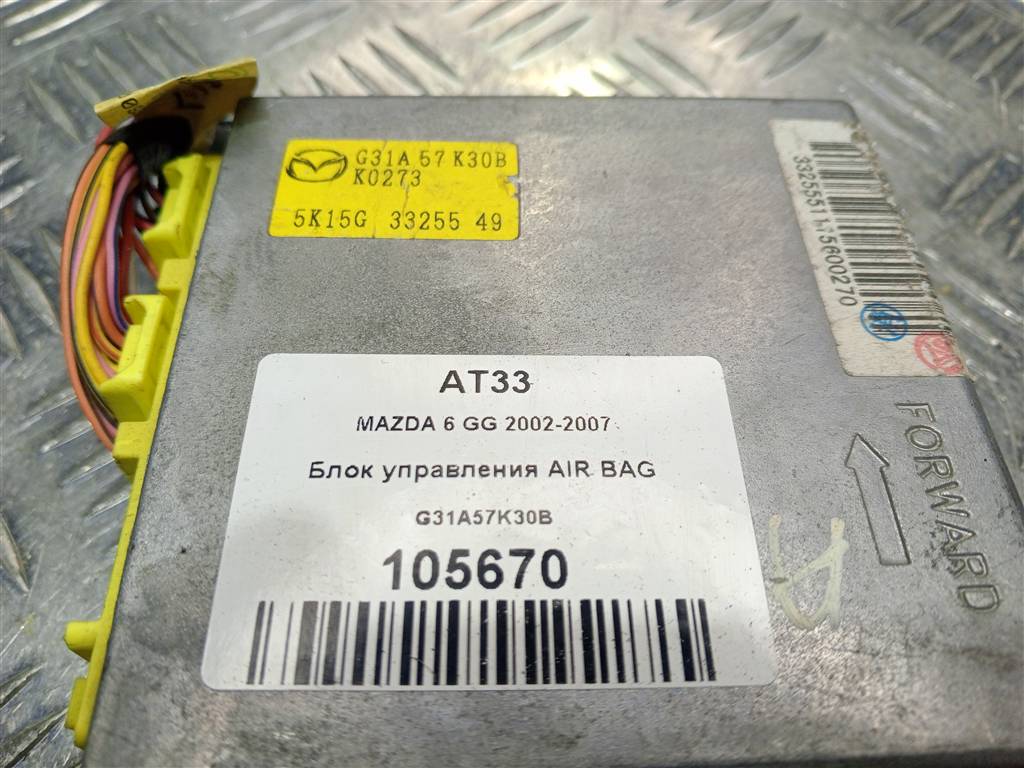 G31A 57 K30B
K0273
5K15G 33255 49
FORWARD
AT33
MAZDA 6 GG 2002-2007
Блок управления AIR BAG
G31A57K30B
105670